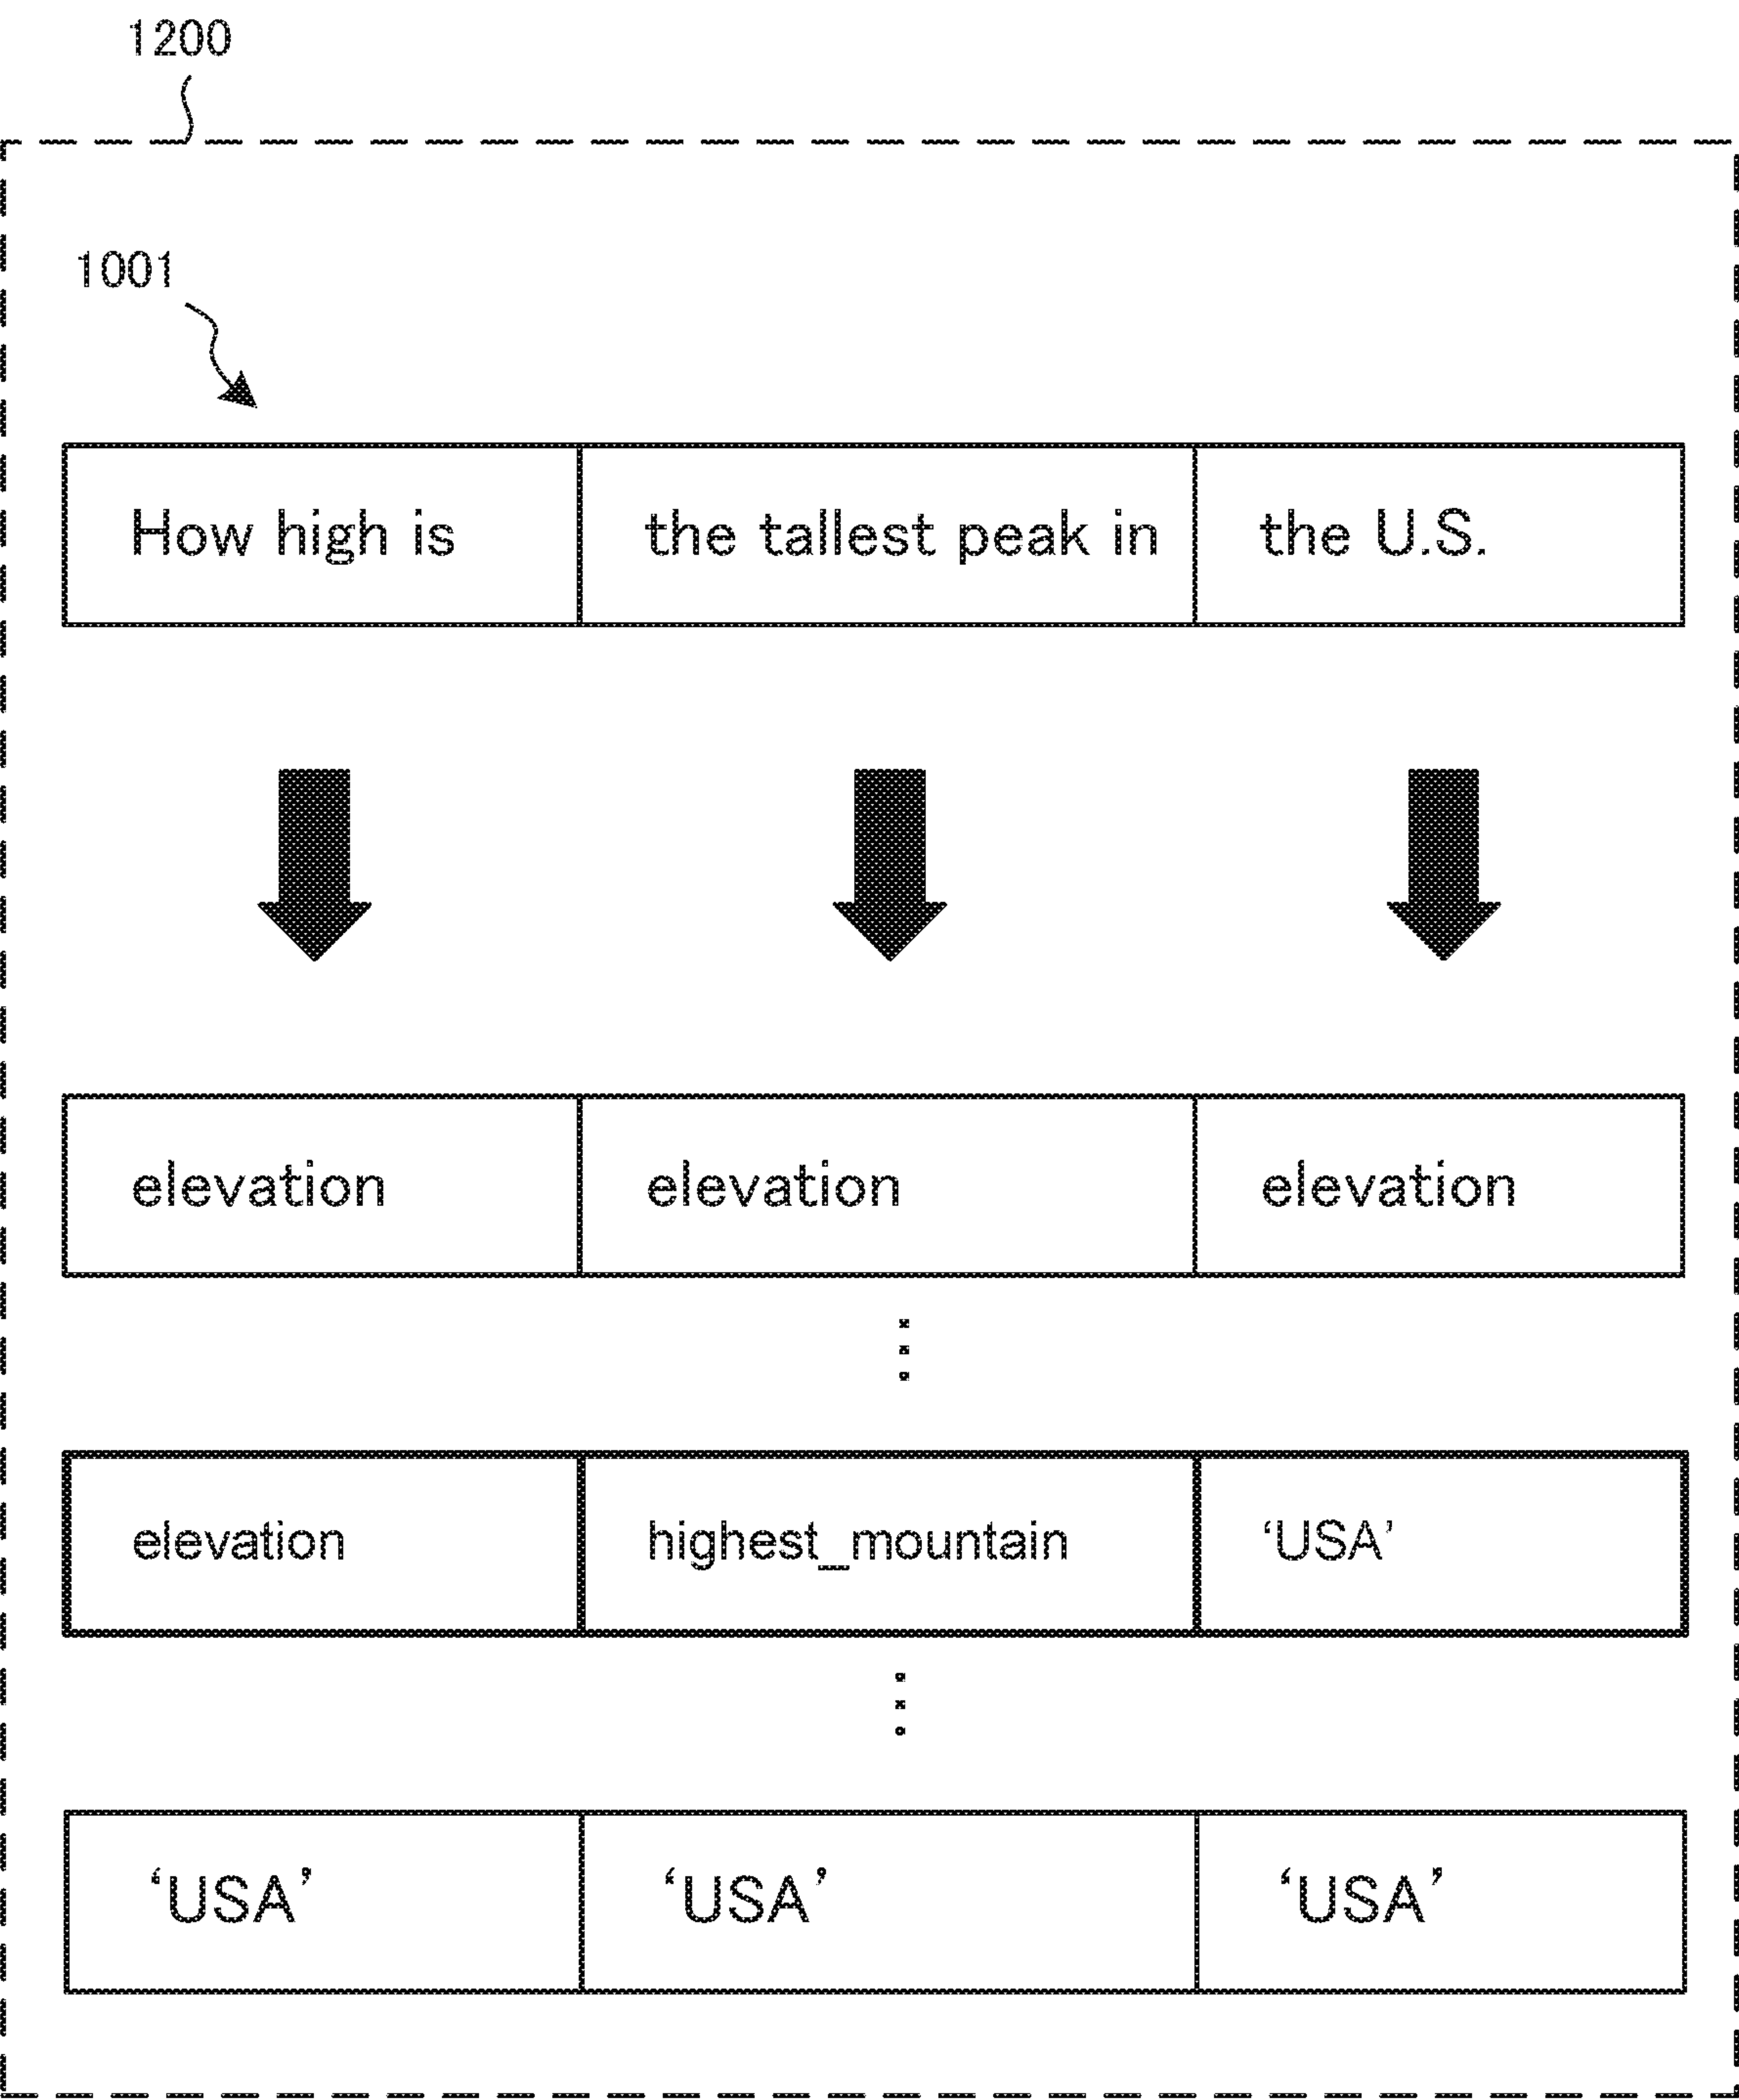 1200
1001
How high is the tallest peak in the U.S.
elevation elevation elevation
elevation highest_mountain ‘USA’
‘USA’ ‘USA’ ‘USA’